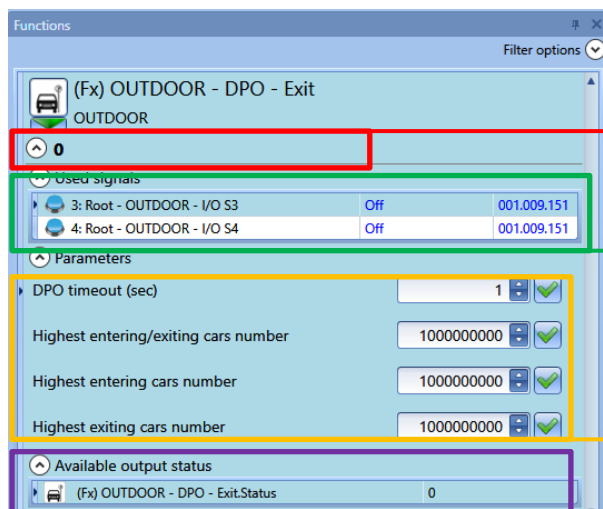 Functions
Filter options
(Fx) OUTDOOR - DPO - Exit
OUTDOOR
0
Used signals
3: Root - OUTDOOR - I/O S3 Off 001.009.151
4: Root - OUTDOOR - I/O S4 Off 001.009.151
Parameters
DPO timeout (sec) 1
Highest entering/exiting cars number 1000000000
Highest entering cars number 1000000000
Highest exiting cars number 1000000000
Available output status
(Fx) OUTDOOR - DPO - Exit.Status 0